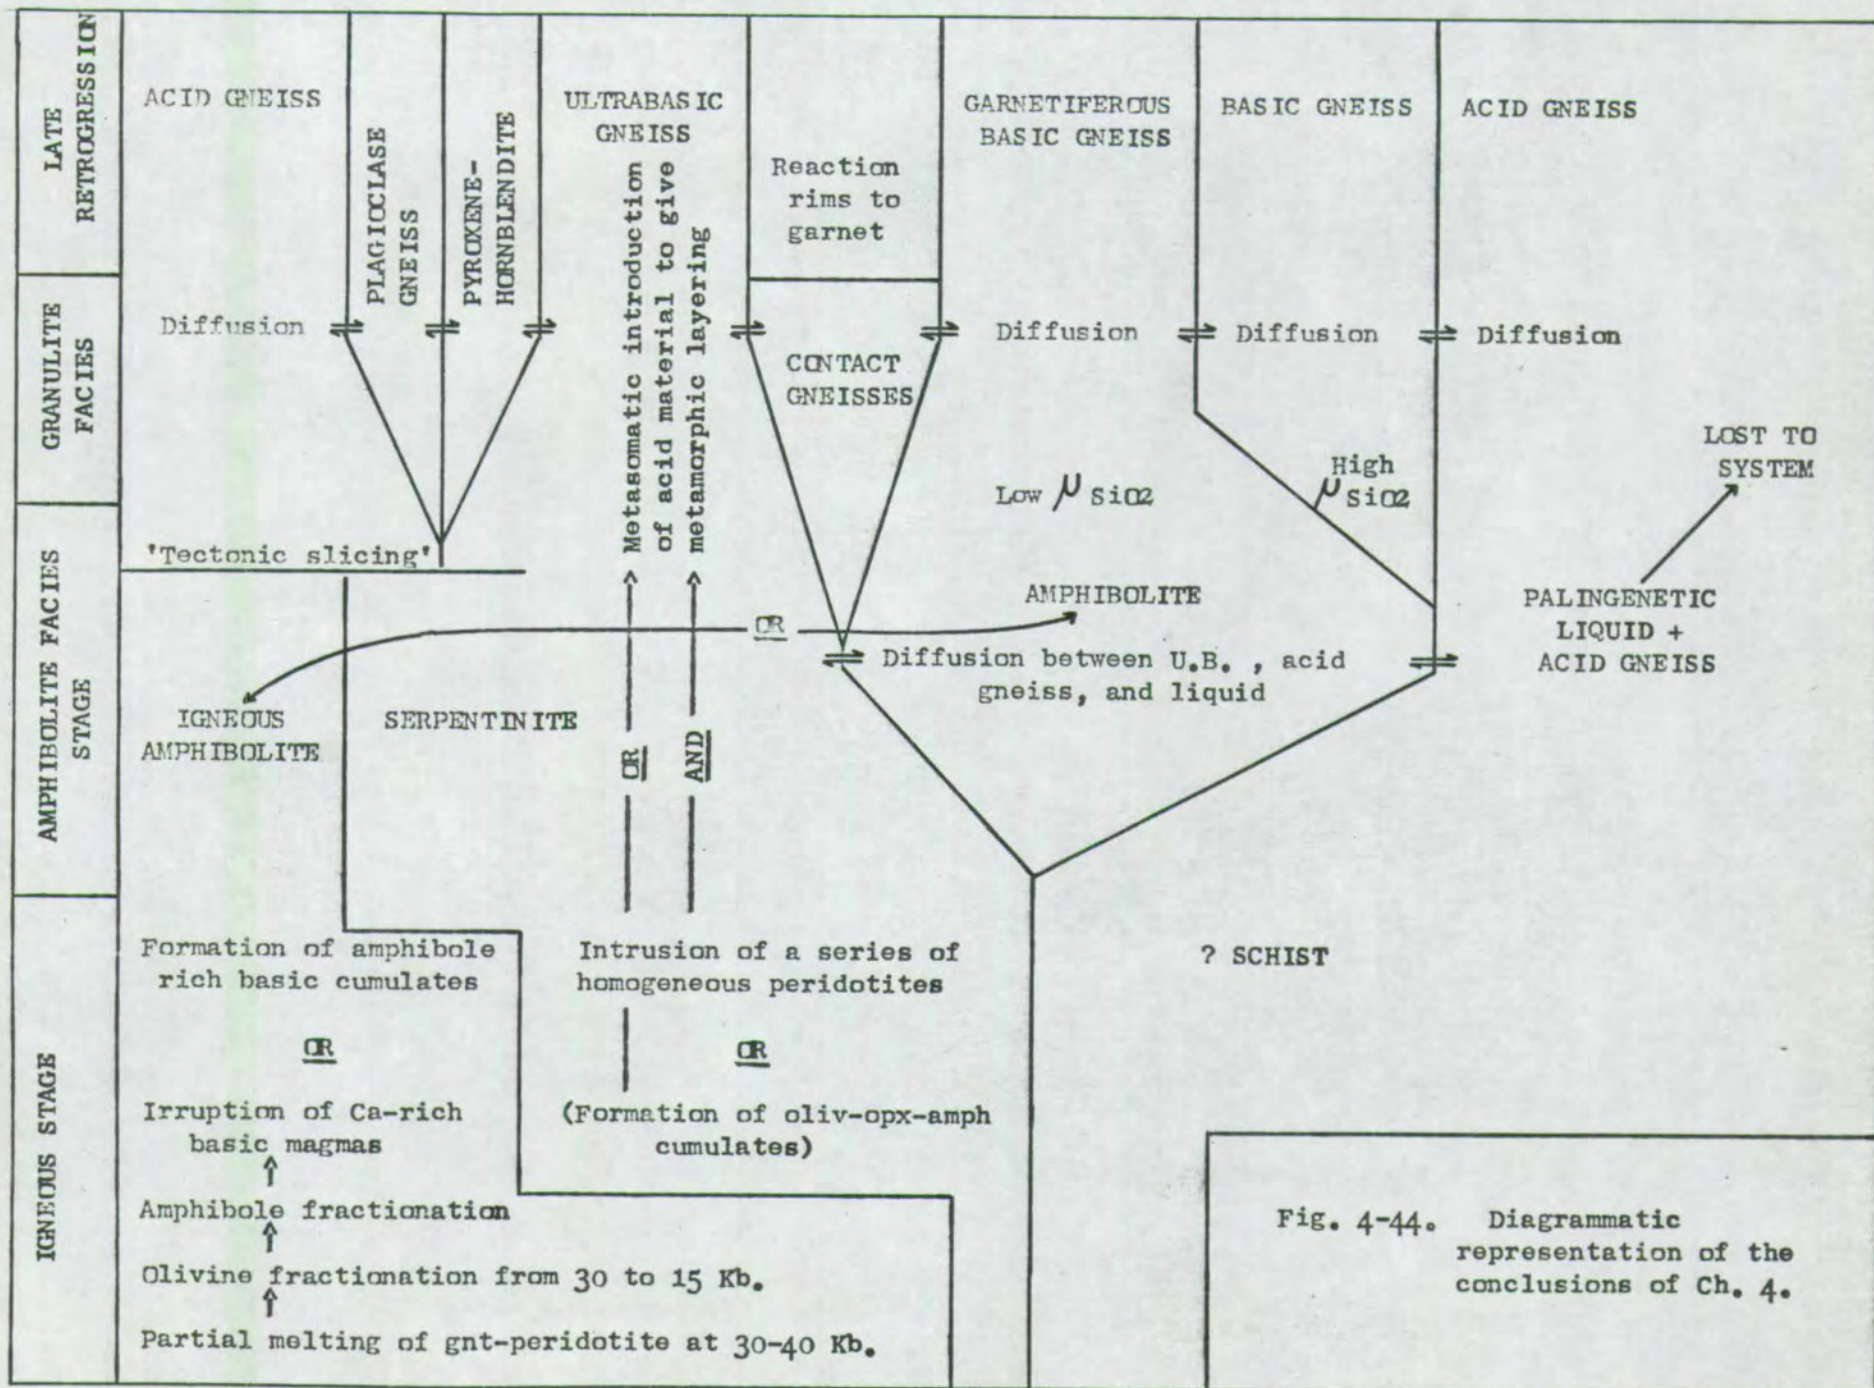 LATE
RETROGRESSION
ACID GNEISS
PLAGIOCLASE
GNEISS
PYROXENE-
HORNBLENDITE
ULTRABASIC
GNEISS
Reaction
rims to
garnet
GARNETIFEROUS
BASIC GNEISS
BASIC GNEISS
ACID GNEISS
GRANULITE
FACIES
Diffusion
Metasomatic introduction
of acid material to give
metamorphic layering
CONTACT
GNEISSES
Diffusion
Diffusion
Diffusion
Low μ SiO2
High
μ SiO2
LOST TO
SYSTEM
AMPHIBOLITE FACIES
STAGE
'Tectonic slicing'
OR
AMPHIBOLITE
PALINGENETIC
LIQUID +
ACID GNEISS
Diffusion between U.B. , acid
gneiss, and liquid
IGNEOUS
AMPHIBOLITE
SERPENTINITE
OR
AND
IGNEOUS STAGE
Formation of amphibole
rich basic cumulates
OR
Irruption of Ca-rich
basic magmas
Amphibole fractionation
Olivine fractionation from 30 to 15 Kb.
Partial melting of gnt-peridotite at 30-40 Kb.
Intrusion of a series of
homogeneous peridotites
OR
(Formation of oliv-opx-amph
cumulates)
? SCHIST
Fig. 4-44. Diagrammatic
representation of the
conclusions of Ch. 4.